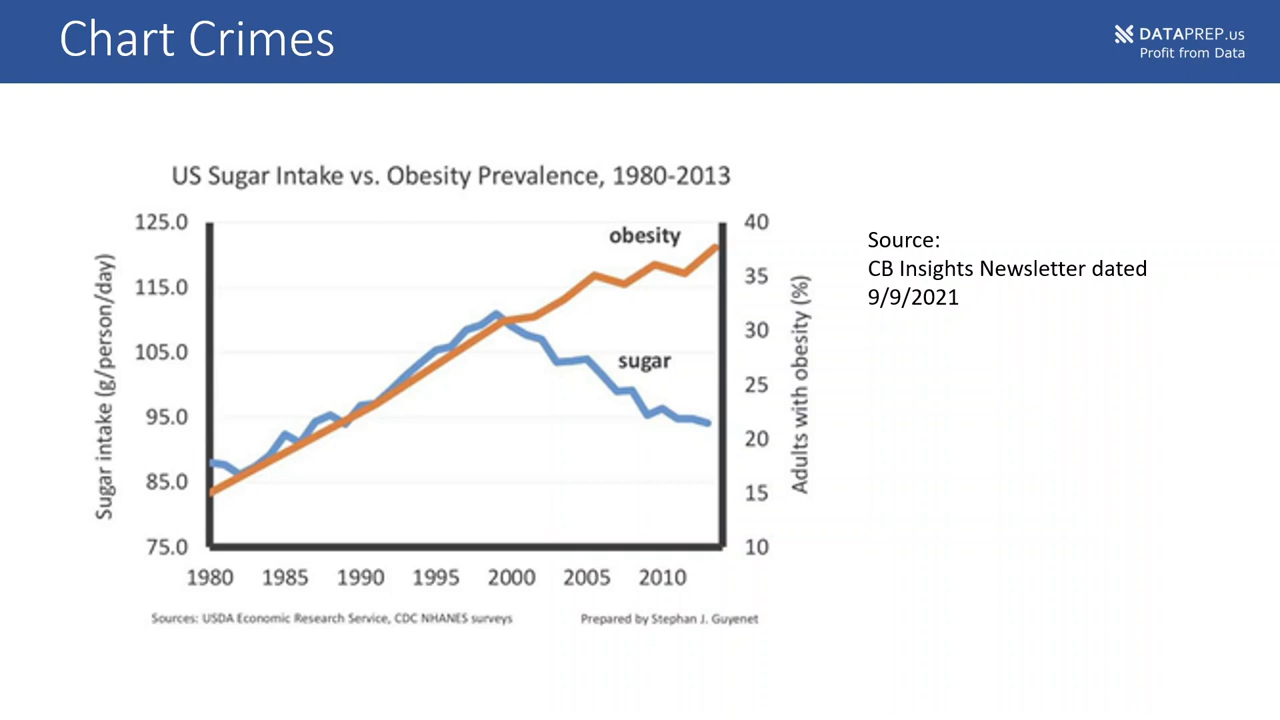 Chart Crimes
DATAPREP.us
Profit from Data
US Sugar Intake vs. Obesity Prevalence, 1980-2013
125.0
115.0
105.0
95.0
85.0
75.0
Sugar intake (g/person/day)
obesity
sugar
40
35
30
25
20
15
10
Adults with obesity (%)
1980 1985 1990 1995 2000 2005 2010
Sources: USDA Economic Research Service, CDC NHANES surveys
Prepared by Stephan J. Guyenet
Source:
CB Insights Newsletter dated
9/9/2021